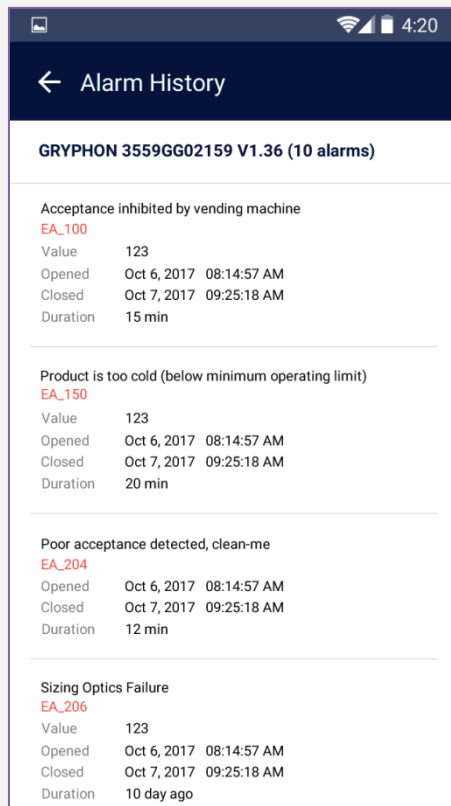 4:20
Alarm History
GRYPHON 3559GG02159 V1.36 (10 alarms)
Acceptance inhibited by vending machine
EA_100
Value 123
Opened Oct 6, 2017 08:14:57 AM
Closed Oct 7, 2017 09:25:18 AM
Duration 15 min
Product is too cold (below minimum operating limit)
EA_150
Value 123
Opened Oct 6, 2017 08:14:57 AM
Closed Oct 7, 2017 09:25:18 AM
Duration 20 min
Poor acceptance detected, clean-me
EA_204
Opened Oct 6, 2017 08:14:57 AM
Closed Oct 7, 2017 09:25:18 AM
Duration 12 min
Sizing Optics Failure
EA_206
Value 123
Opened Oct 6, 2017 08:14:57 AM
Closed Oct 7, 2017 09:25:18 AM
Duration 10 day ago